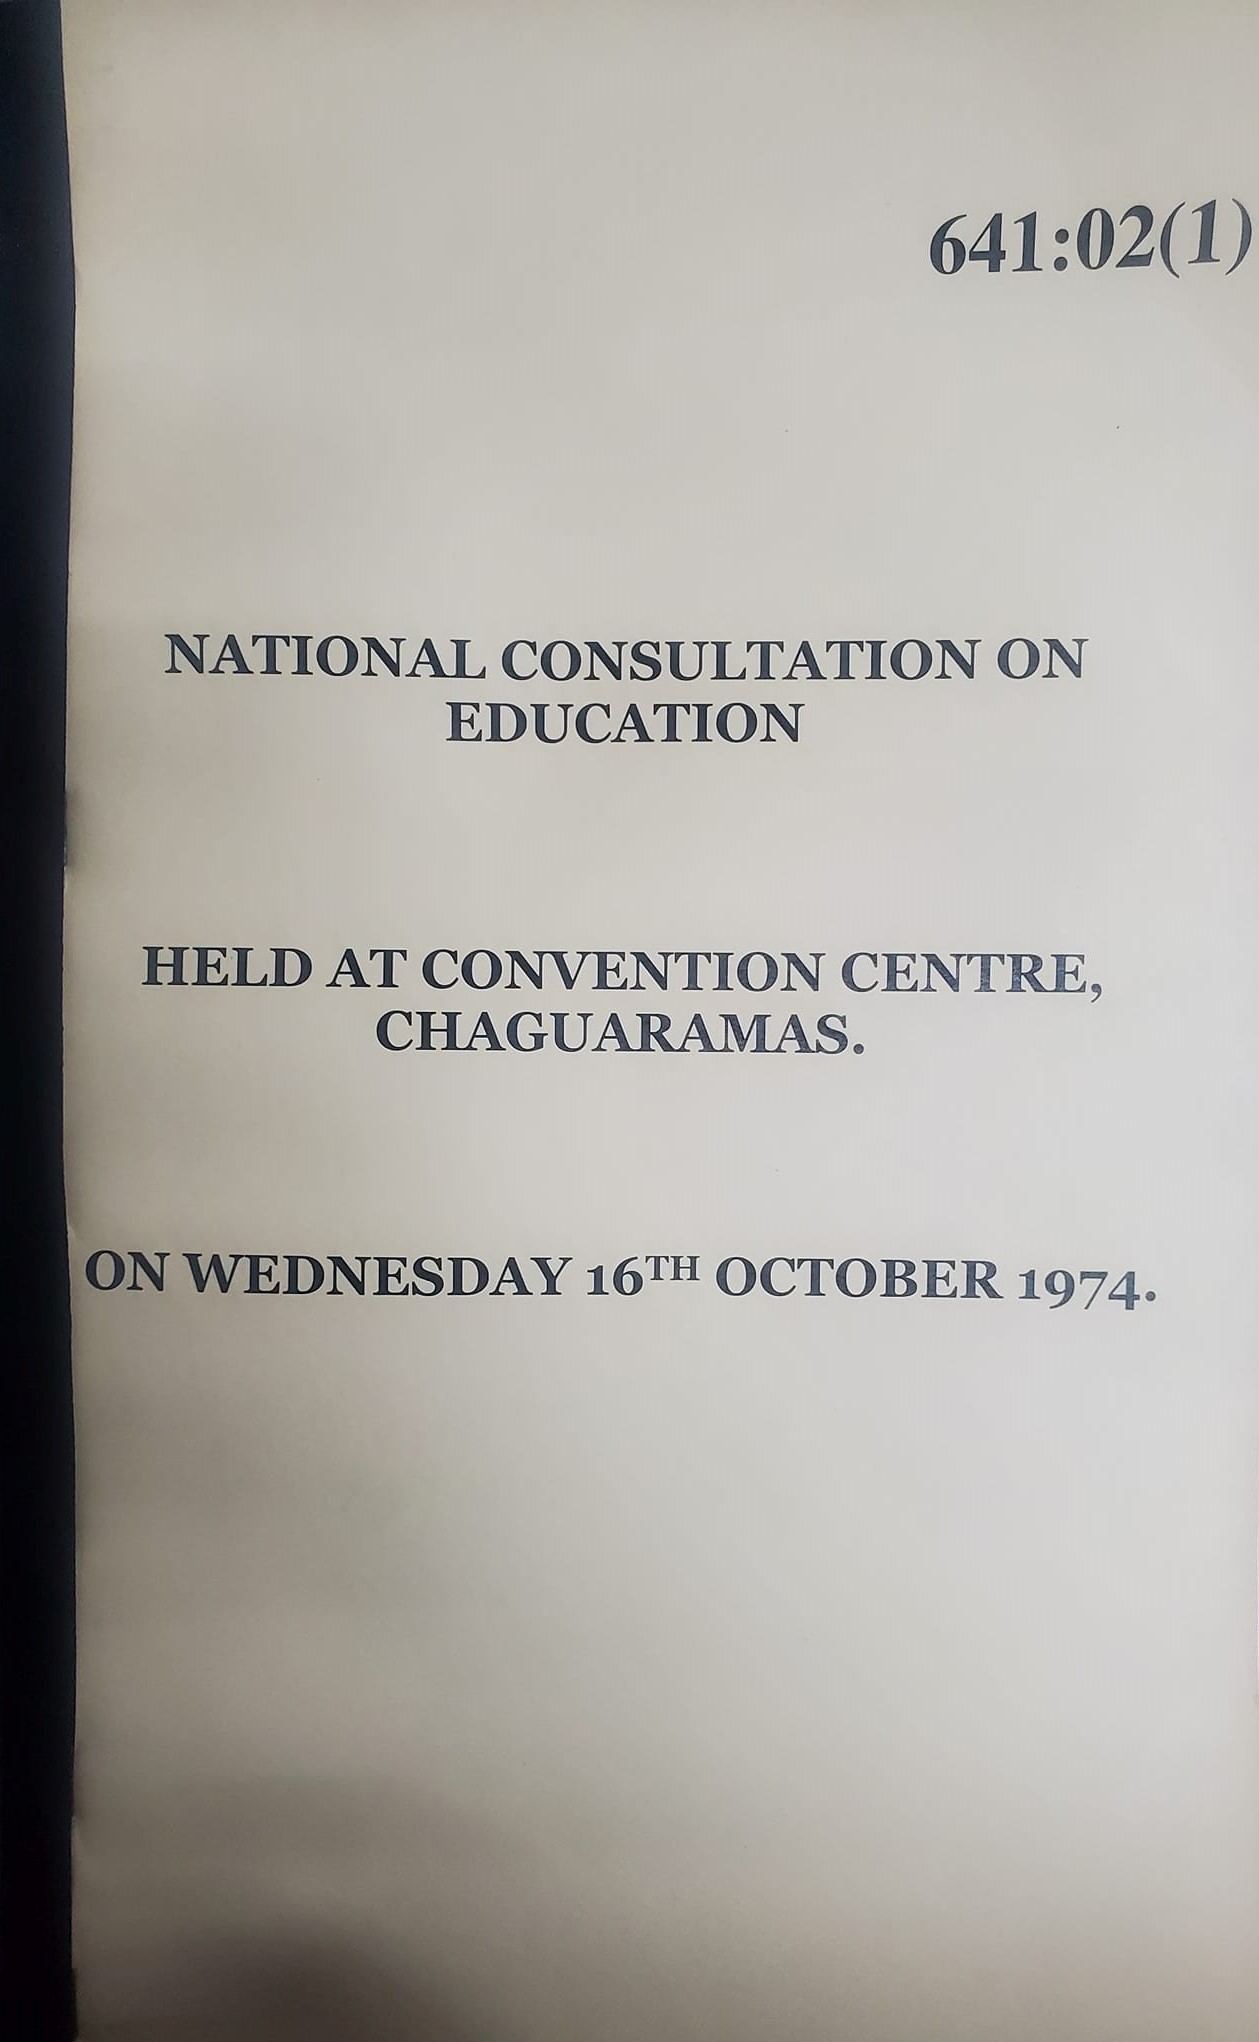 641:02(1)
NATIONAL CONSULTATION ON
EDUCATION
HELD AT CONVENTION CENTRE,
CHAGUARAMAS.
ON WEDNESDAY 16TH OCTOBER 1974.